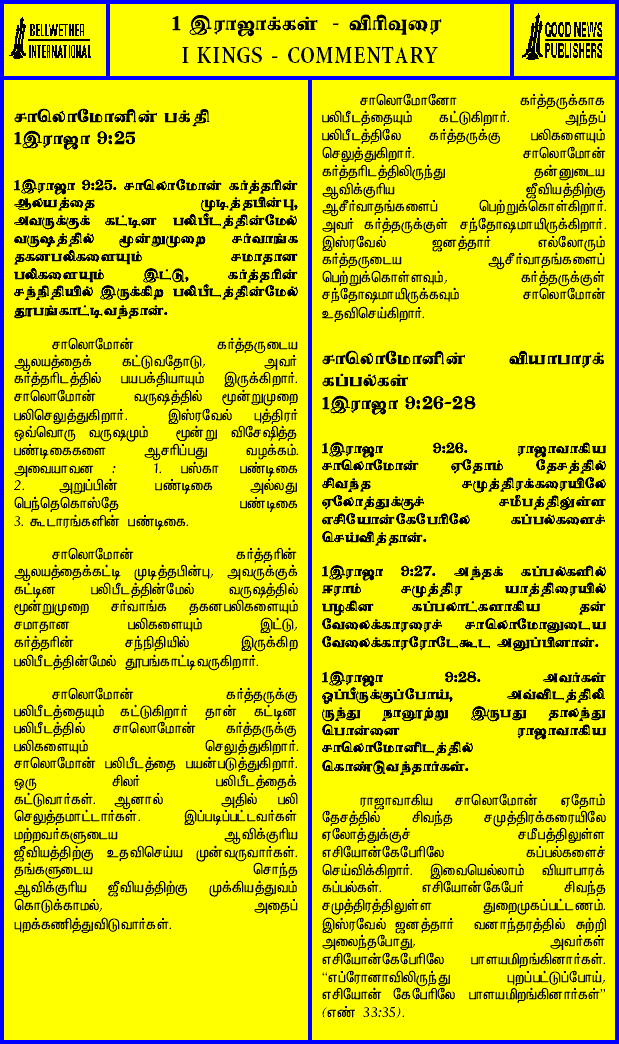 BELLWETHER
INTERNATIONAL
1 இராஜாக்கள் - விரிவுரை
I KINGS - COMMENTARY
GOOD NEWS
PUBLISHERS
சாலொமோனின் பக்தி
1இராஜா 9:25
1இராஜா 9:25. சாலொமோன் கர்த்தரின்
ஆலயத்தை முடித்தபின்பு,
அவருக்குக் கட்டின பலிபீடத்தின்மேல்
வருஷத்தில் மூன்றுமுறை சர்வாங்க
தகனபலிகளையும் சமாதான
பலிகளையும் இட்டு, கர்த்தரின்
சந்நிதியில் இருக்கிற பலிபீடத்தின்மேல்
தூபங்காட்டிவந்தான்.
சாலொமோன் கர்த்தருடைய
ஆலயத்தைக் கட்டுவதோடு, அவர்
கர்த்தரிடத்தில் பயபக்தியாயும் இருக்கிறார்.
சாலொமோன் வருஷத்தில் மூன்றுமுறை
பலிசெலுத்துகிறார். இஸ்ரவேல் புத்திரர்
ஒவ்வொரு வருஷமும் மூன்று விசேஷித்த
பண்டிகைகளை ஆசரிப்பது வழக்கம்.
அவையாவன : 1. பஸ்கா பண்டிகை
2. அறுப்பின் பண்டிகை அல்லது
பெந்தெகொஸ்தே பண்டிகை
3. கூடாரங்களின் பண்டிகை.
சாலொமோன் கர்த்தரின்
ஆலயத்தைக்கட்டி முடித்தபின்பு, அவருக்குக்
கட்டின பலிபீடத்தின்மேல் வருஷத்தில்
மூன்றுமுறை சர்வாங்க தகனபலிகளையும்
சமாதான பலிகளையும் இட்டு,
கர்த்தரின் சந்நிதியில் இருக்கிற
பலிபீடத்தின்மேல் தூபங்காட்டிவருகிறார்.
சாலொமோன் கர்த்தருக்கு
பலிபீடத்தையும் கட்டுகிறார் தான் கட்டின
பலிபீடத்தில் சாலொமோன் கர்த்தருக்கு
பலிகளையும் செலுத்துகிறார்.
சாலொமோன் பலிபீடத்தை பயன்படுத்துகிறார்.
ஒரு சிலர் பலிபீடத்தைக்
கட்டுவார்கள். ஆனால் அதில் பலி
செலுத்தமாட்டார்கள். இப்படிப்பட்டவர்கள்
மற்றவர்களுடைய ஆவிக்குரிய
ஜீவியத்திற்கு உதவிசெய்ய முன்வருவார்கள்.
தங்களுடைய சொந்த
ஆவிக்குரிய ஜீவியத்திற்கு முக்கியத்துவம்
கொடுக்காமல், அதைப்
புறக்கணித்துவிடுவார்கள்.
சாலொமோனோ கர்த்தருக்காக
பலிபீடத்தையும் கட்டுகிறார். அந்தப்
பலிபீடத்திலே கர்த்தருக்கு பலிகளையும்
செலுத்துகிறார். சாலொமோன்
கர்த்தரிடத்திலிருந்து தன்னுடைய
ஆவிக்குரிய ஜீவியத்திற்கு
ஆசீர்வாதங்களைப் பெற்றுக்கொள்கிறார்.
அவர் கர்த்தருக்குள் சந்தோஷமாயிருக்கிறார்.
இஸ்ரவேல் ஜனத்தார் எல்லோரும்
கர்த்தருடைய ஆசீர்வாதங்களைப்
பெற்றுக்கொள்ளவும், கர்த்தருக்குள்
சந்தோஷமாயிருக்கவும் சாலொமோன்
உதவிசெய்கிறார்.
சாலொமோனின் வியாபாரக்
கப்பல்கள்
1இராஜா 9:26-28
1இராஜா 9:26. ராஜாவாகிய
சாலொமோன் ஏதோம் தேசத்தில்
சிவந்த சமுத்திரக்கரையிலே
ஏலோத்துக்குச் சமீபத்திலுள்ள
எசியோன்கேபேரிலே கப்பல்களைச்
செய்வித்தான்.
1இராஜா 9:27. அந்தக் கப்பல்களில்
ஈராம் சமுத்திர யாத்திரையில்
பழகின கப்பலாட்களாகிய தன்
வேலைக்காரரைச் சாலொமோனுடைய
வேலைக்காரரோடேகூட அனுப்பினான்.
1இராஜா 9:28. அவர்கள்
ஓப்பீருக்குப்போய், அவ்விடத்திலி
ருந்து நானூற்று இருபது தாலந்து
பொன்னை ராஜாவாகிய
சாலொமோனிடத்தில்
கொண்டுவந்தார்கள்.
ராஜாவாகிய சாலொமோன் ஏதோம்
தேசத்தில் சிவந்த சமுத்திரக்கரையிலே
ஏலோத்துக்குச் சமீபத்திலுள்ள
எசியோன்கேபேரிலே கப்பல்களைச்
செய்விக்கிறார். இவையெல்லாம் வியாபாரக்
கப்பல்கள். எசியோன்கேபேர் சிவந்த
சமுத்திரத்திலுள்ள துறைமுகப்பட்டணம்.
இஸ்ரவேல் ஜனத்தார் வனாந்தரத்தில் சுற்றி
அலைந்தபோது, அவர்கள்
எசியோன்கேபேரிலே பாளயமிறங்கினார்கள்.
“எப்ரோனாவிலிருந்து புறப்பட்டுப்போய்,
எசியோன் கேபேரிலே பாளயமிறங்கினார்கள்”
(எண் 33:35).